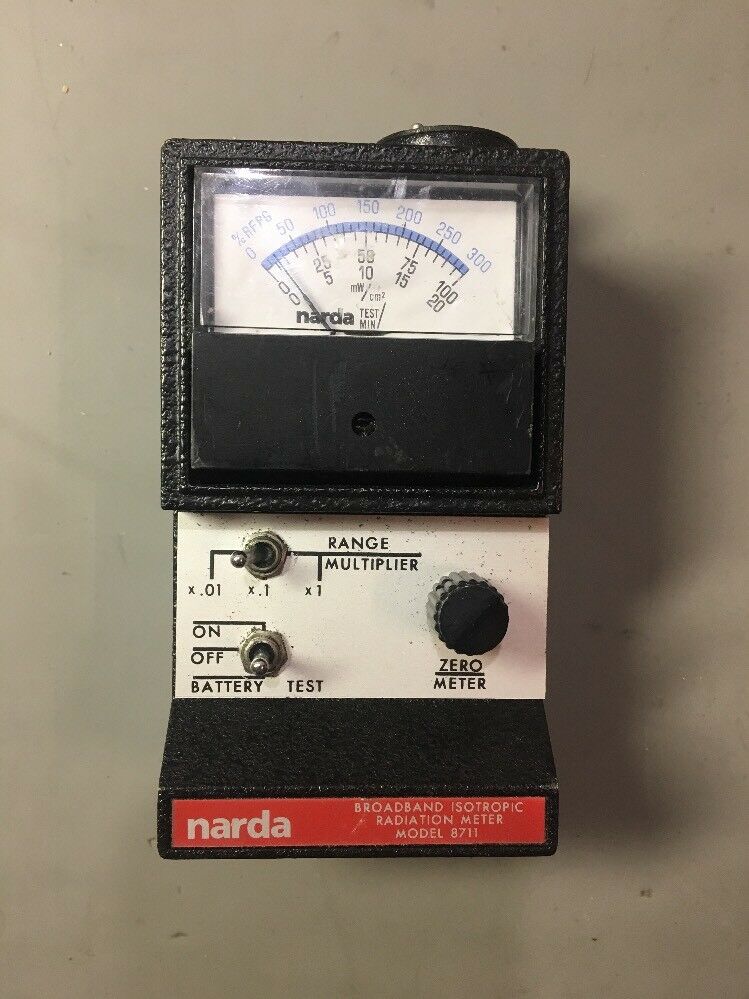 % RFPG
0 50 100 150 200 250 300
0 25 50 75 100
0 5 10 15 20
mW/cm²
narda TEST
MIN
RANGE
MULTIPLIER
x.01 x.1 x1
ON
OFF
BATTERY TEST
ZERO
METER
narda
BROADBAND ISOTROPIC
RADIATION METER
MODEL 8711